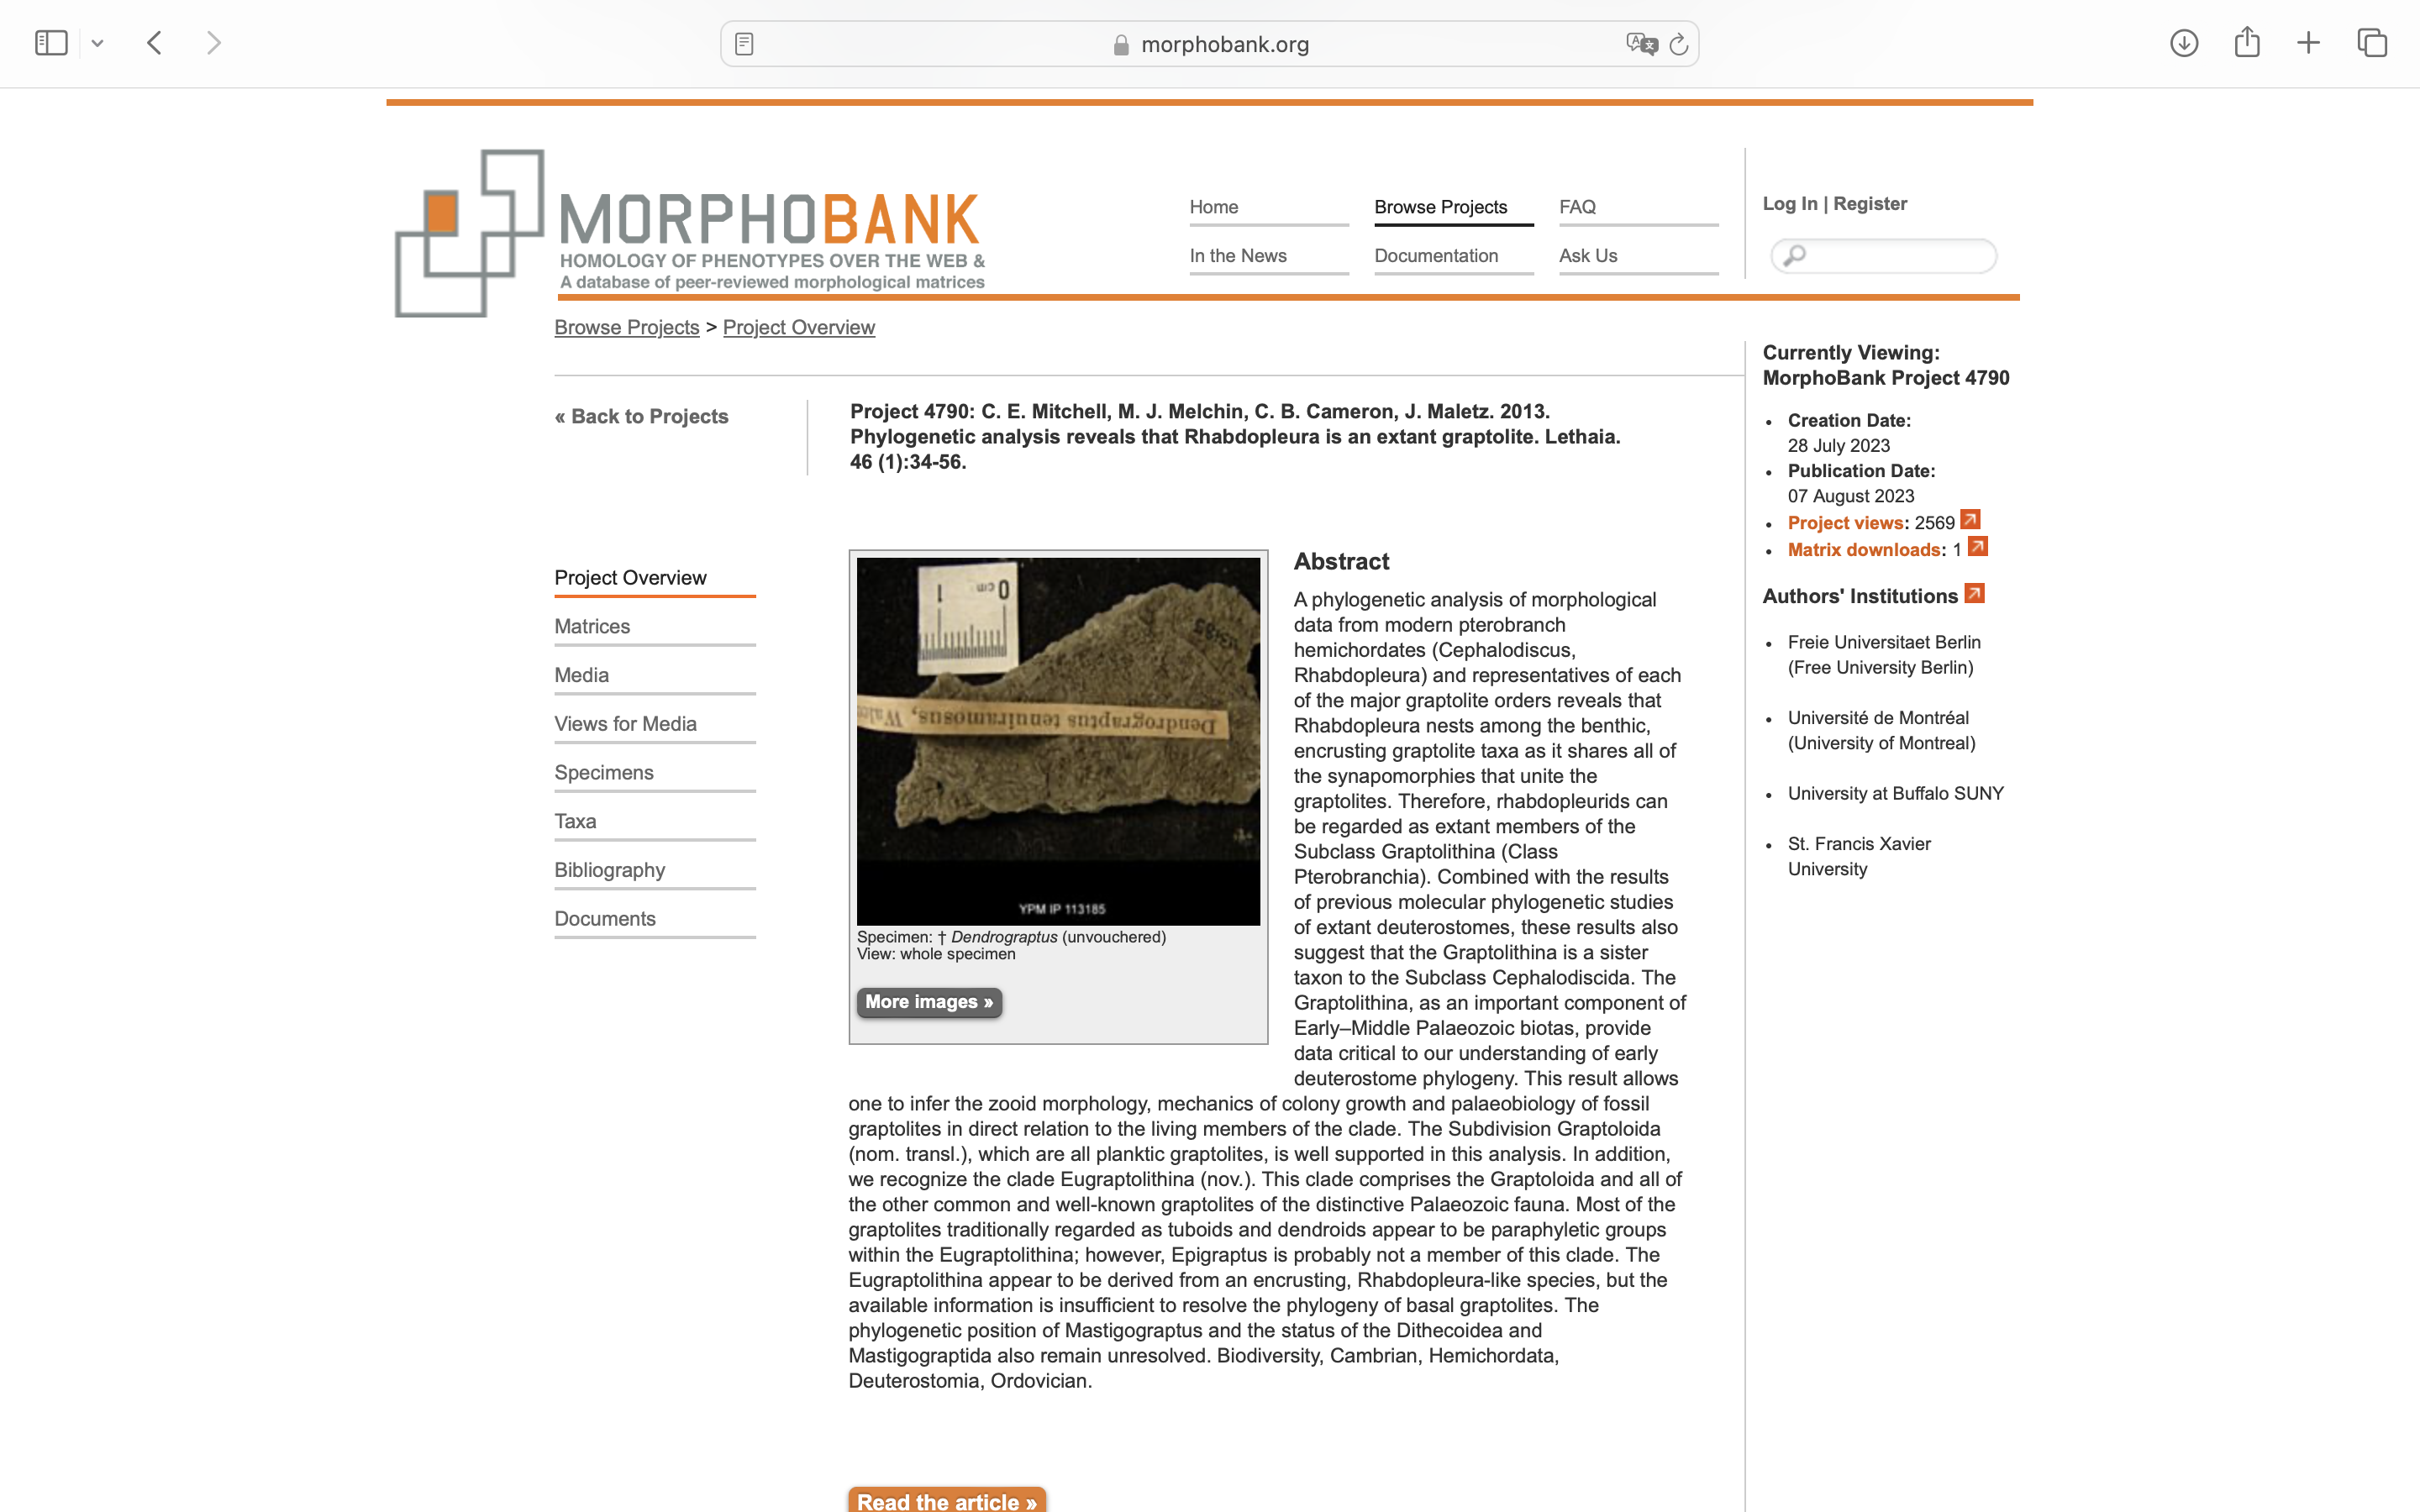 morphobank.org
MORPHOBANK
HOMOLOGY OF PHENOTYPES OVER THE WEB &
A database of peer-reviewed morphological matrices
Home
Browse Projects
FAQ
In the News
Documentation
Ask Us
Log In | Register
Browse Projects > Project Overview
« Back to Projects
Project 4790: C. E. Mitchell, M. J. Melchin, C. B. Cameron, J. Maletz. 2013.
Phylogenetic analysis reveals that Rhabdopleura is an extant graptolite. Lethaia.
46 (1):34-56.
Project Overview
Matrices
Media
Views for Media
Specimens
Taxa
Bibliography
Documents
0 cm 1
Dendrograptus tenuiramosus, Wales
YPM IP 113185
Specimen: † Dendrograptus (unvouchered)
View: whole specimen
More images »
Abstract
A phylogenetic analysis of morphological
data from modern pterobranch
hemichordates (Cephalodiscus,
Rhabdopleura) and representatives of each
of the major graptolite orders reveals that
Rhabdopleura nests among the benthic,
encrusting graptolite taxa as it shares all of
the synapomorphies that unite the
graptolites. Therefore, rhabdopleurids can
be regarded as extant members of the
Subclass Graptolithina (Class
Pterobranchia). Combined with the results
of previous molecular phylogenetic studies
of extant deuterostomes, these results also
suggest that the Graptolithina is a sister
taxon to the Subclass Cephalodiscida. The
Graptolithina, as an important component of
Early–Middle Palaeozoic biotas, provide
data critical to our understanding of early
deuterostome phylogeny. This result allows
one to infer the zooid morphology, mechanics of colony growth and palaeobiology of fossil
graptolites in direct relation to the living members of the clade. The Subdivision Graptoloida
(nom. transl.), which are all planktic graptolites, is well supported in this analysis. In addition,
we recognize the clade Eugraptolithina (nov.). This clade comprises the Graptoloida and all of
the other common and well-known graptolites of the distinctive Palaeozoic fauna. Most of the
graptolites traditionally regarded as tuboids and dendroids appear to be paraphyletic groups
within the Eugraptolithina; however, Epigraptus is probably not a member of this clade. The
Eugraptolithina appear to be derived from an encrusting, Rhabdopleura-like species, but the
available information is insufficient to resolve the phylogeny of basal graptolites. The
phylogenetic position of Mastigograptus and the status of the Dithecoidea and
Mastigograptida also remain unresolved. Biodiversity, Cambrian, Hemichordata,
Deuterostomia, Ordovician.
Read the article »
Currently Viewing:
MorphoBank Project 4790
• Creation Date:
28 July 2023
• Publication Date:
07 August 2023
• Project views: 2569
• Matrix downloads: 1
Authors' Institutions
• Freie Universitaet Berlin
(Free University Berlin)
• Université de Montréal
(University of Montreal)
• University at Buffalo SUNY
• St. Francis Xavier
University